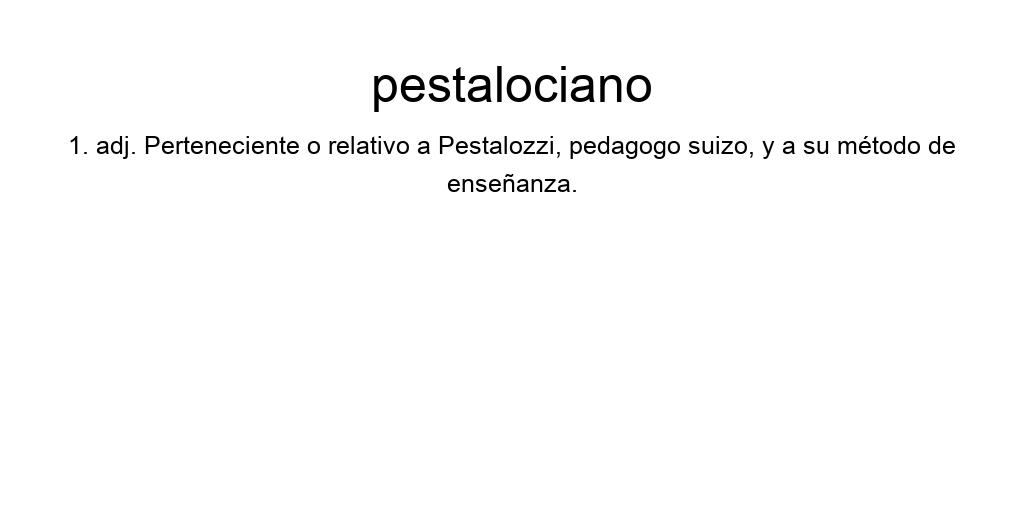 pestalociano
1. adj. Perteneciente o relativo a Pestalozzi, pedagogo suizo, y a su método de
enseñanza.